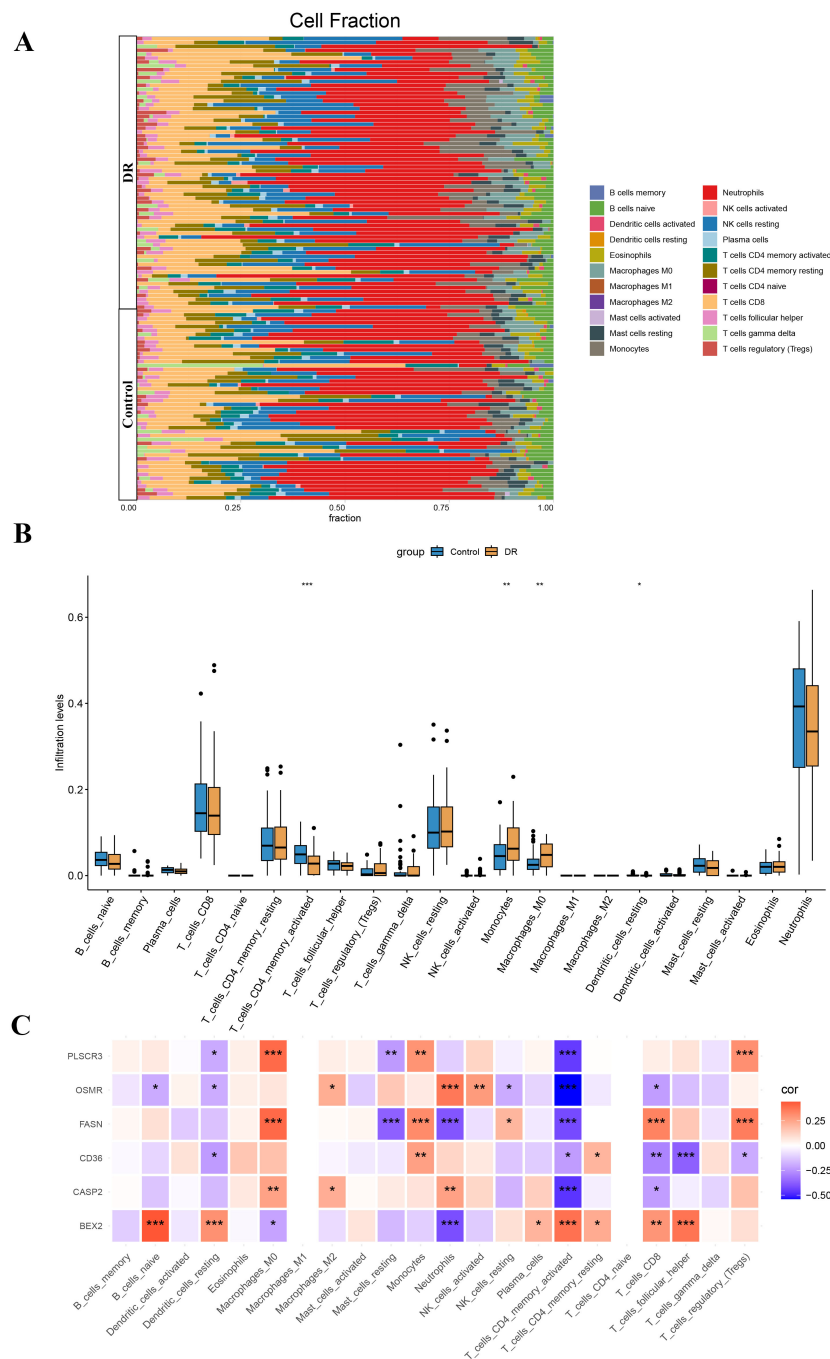 A
Cell Fraction
DR
Control
0.00
0.25
0.50
0.75
1.00
fraction
B cells memory
B cells naive
Dendritic cells activated
Dendritic cells resting
Eosinophils
Macrophages M0
Macrophages M1
Macrophages M2
Mast cells activated
Mast cells resting
Monocytes
Neutrophils
NK cells activated
NK cells resting
Plasma cells
T cells CD4 memory activated
T cells CD4 memory resting
T cells CD4 naive
T cells CD8
T cells follicular helper
T cells gamma delta
T cells regulatory (Tregs)
B
group Control DR
*** ** ** *
Infiltration levels
0.6
0.4
0.2
0.0
B_cells_naive
B_cells_memory
Plasma_cells
T_cells_CD8
T_cells_CD4_naive
T_cells_CD4_memory_resting
T_cells_CD4_memory_activated
T_cells_follicular_helper
T_cells_regulatory_(Tregs)
T_cells_gamma_delta
NK_cells_resting
NK_cells_activated
Monocytes
Macrophages_M0
Macrophages_M1
Macrophages_M2
Dendritic_cells_resting
Dendritic_cells_activated
Mast_cells_resting
Mast_cells_activated
Eosinophils
Neutrophils
C
PLSCR3 * *** ** ** *** ***
OSMR * * * *** ** * *** *
FASN *** *** *** *** * *** *** ***
CD36 * ** * * ** *** *
CASP2 ** * ** *** *
BEX2 *** *** * *** * *** * ** ***
B_cells_memory
B_cells_naive
Dendritic_cells_activated
Dendritic_cells_resting
Eosinophils
Macrophages_M0
Macrophages_M1
Macrophages_M2
Mast_cells_activated
Mast_cells_resting
Monocytes
Neutrophils
NK_cells_activated
NK_cells_resting
Plasma_cells
T_cells_CD4_memory_activated
T_cells_CD4_memory_resting
T_cells_CD4_naive
T_cells_CD8
T_cells_follicular_helper
T_cells_gamma_delta
T_cells_regulatory_(Tregs)
cor
0.25
0.00
−0.25
−0.50